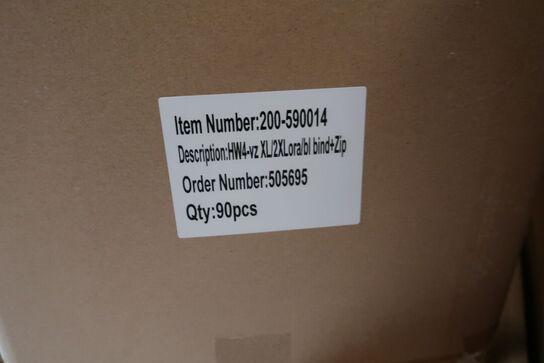 Item Number:200-590014
Description:HW4-vz XL/2XLora/bl bind+Zip
Order Number:505695
Qty:90pcs